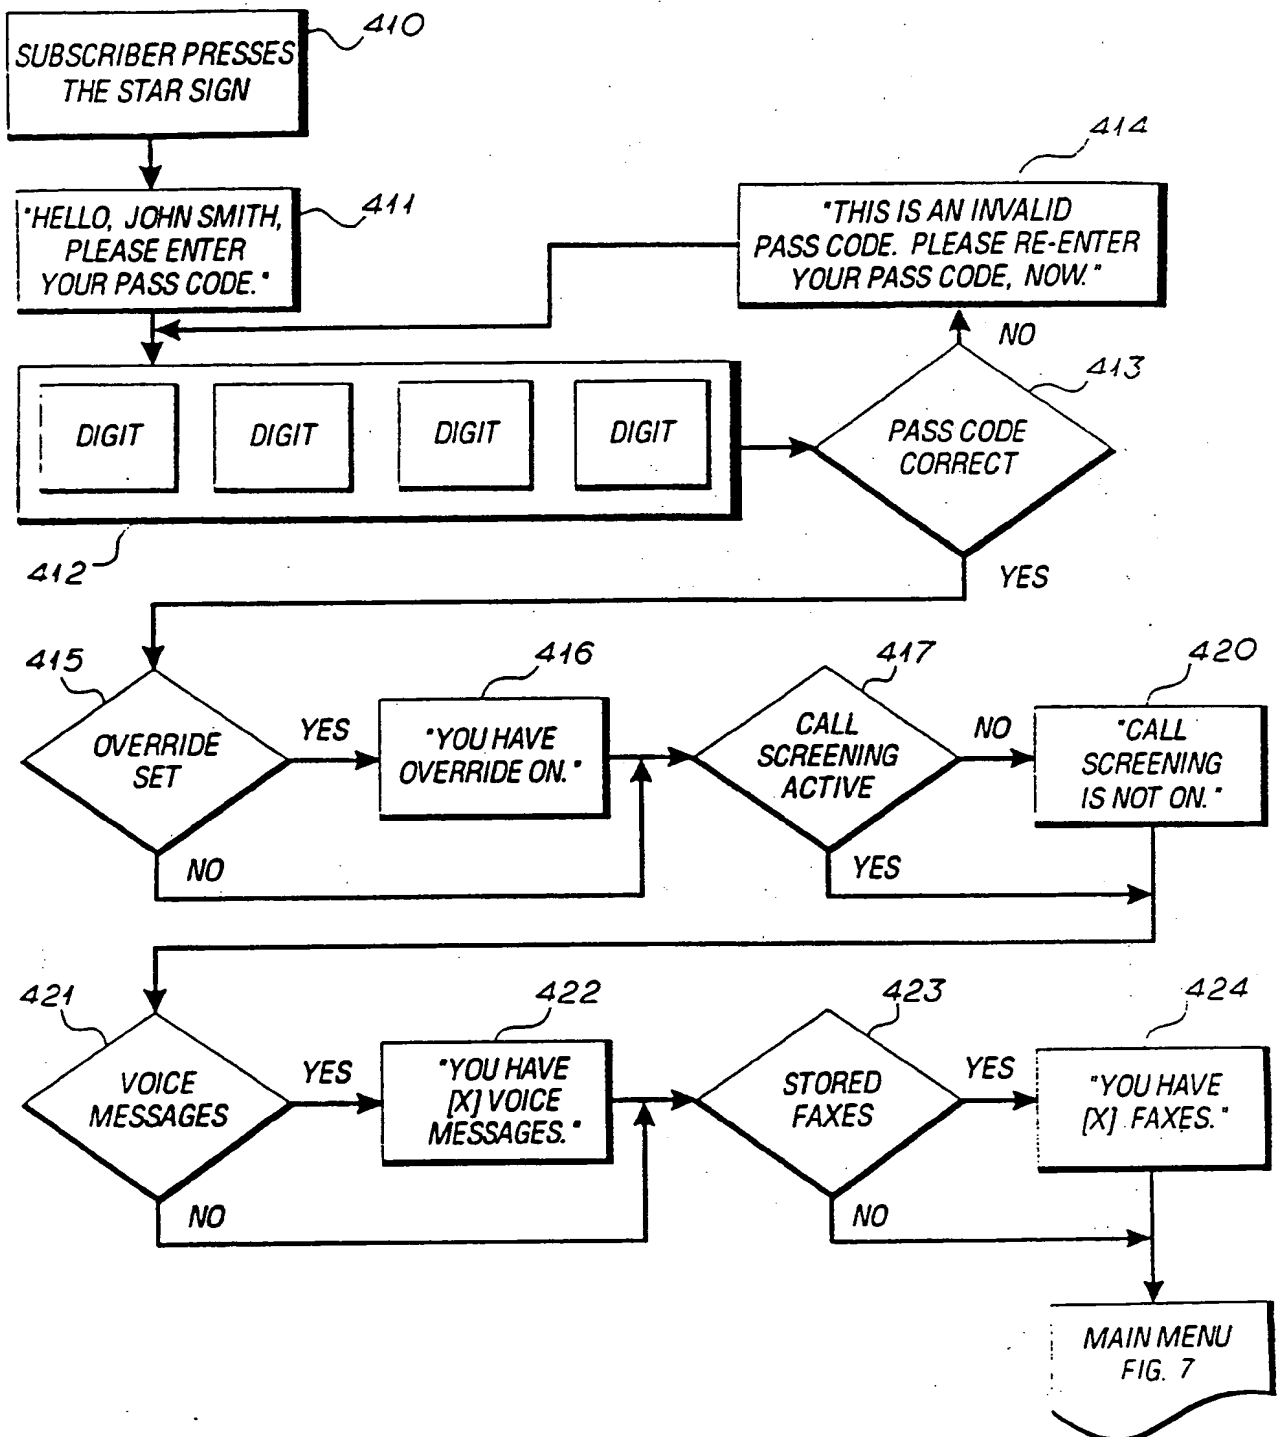 410
SUBSCRIBER PRESSES
THE STAR SIGN
414
"HELLO, JOHN SMITH,
PLEASE ENTER
YOUR PASS CODE."
411
"THIS IS AN INVALID
PASS CODE. PLEASE RE-ENTER
YOUR PASS CODE, NOW."
NO
413
DIGIT
DIGIT
DIGIT
DIGIT
PASS CODE
CORRECT
412
YES
415
416
417
420
OVERRIDE
SET
YES
"YOU HAVE
OVERRIDE ON."
CALL
SCREENING
ACTIVE
NO
"CALL
SCREENING
IS NOT ON."
NO
YES
421
422
423
424
VOICE
MESSAGES
YES
"YOU HAVE
[X] VOICE
MESSAGES."
STORED
FAXES
YES
"YOU HAVE
[X] FAXES."
NO
NO
MAIN MENU
FIG. 7